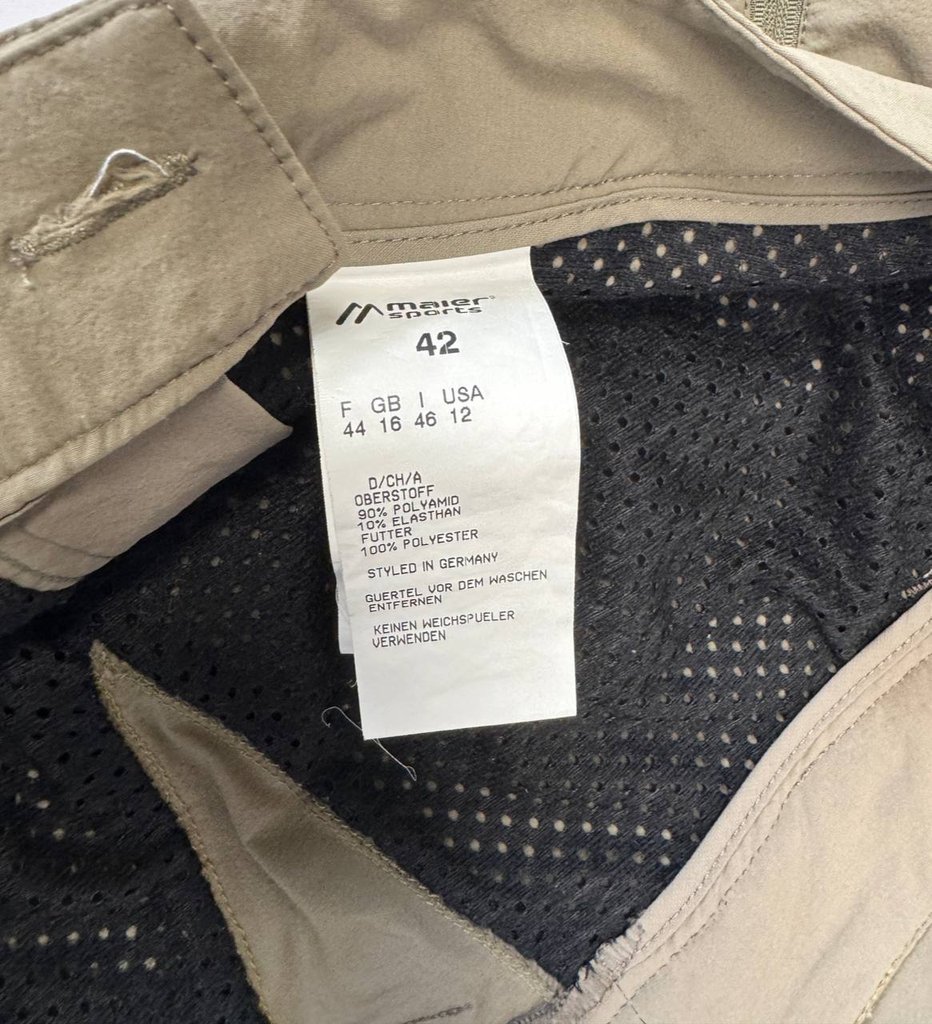 maier
sports
42
F GB I USA
44 16 46 12
D/CH/A
OBERSTOFF
90% POLYAMID
10% ELASTHAN
FUTTER
100% POLYESTER
STYLED IN GERMANY
GUERTEL VOR DEM WASCHEN
ENTFERNEN
KEINEN WEICHSPUELER
VERWENDEN